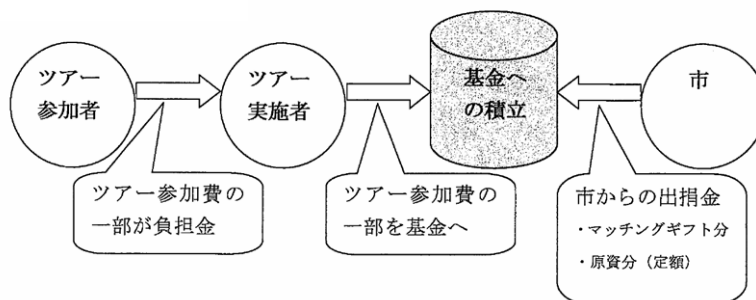 ツアー
参加者
ツアー
実施者
基金へ
の積立
市
ツアー参加費の
一部が負担金
ツアー参加費の
一部を基金へ
市からの出捐金
・マッチングギフト分
・原資分（定額）